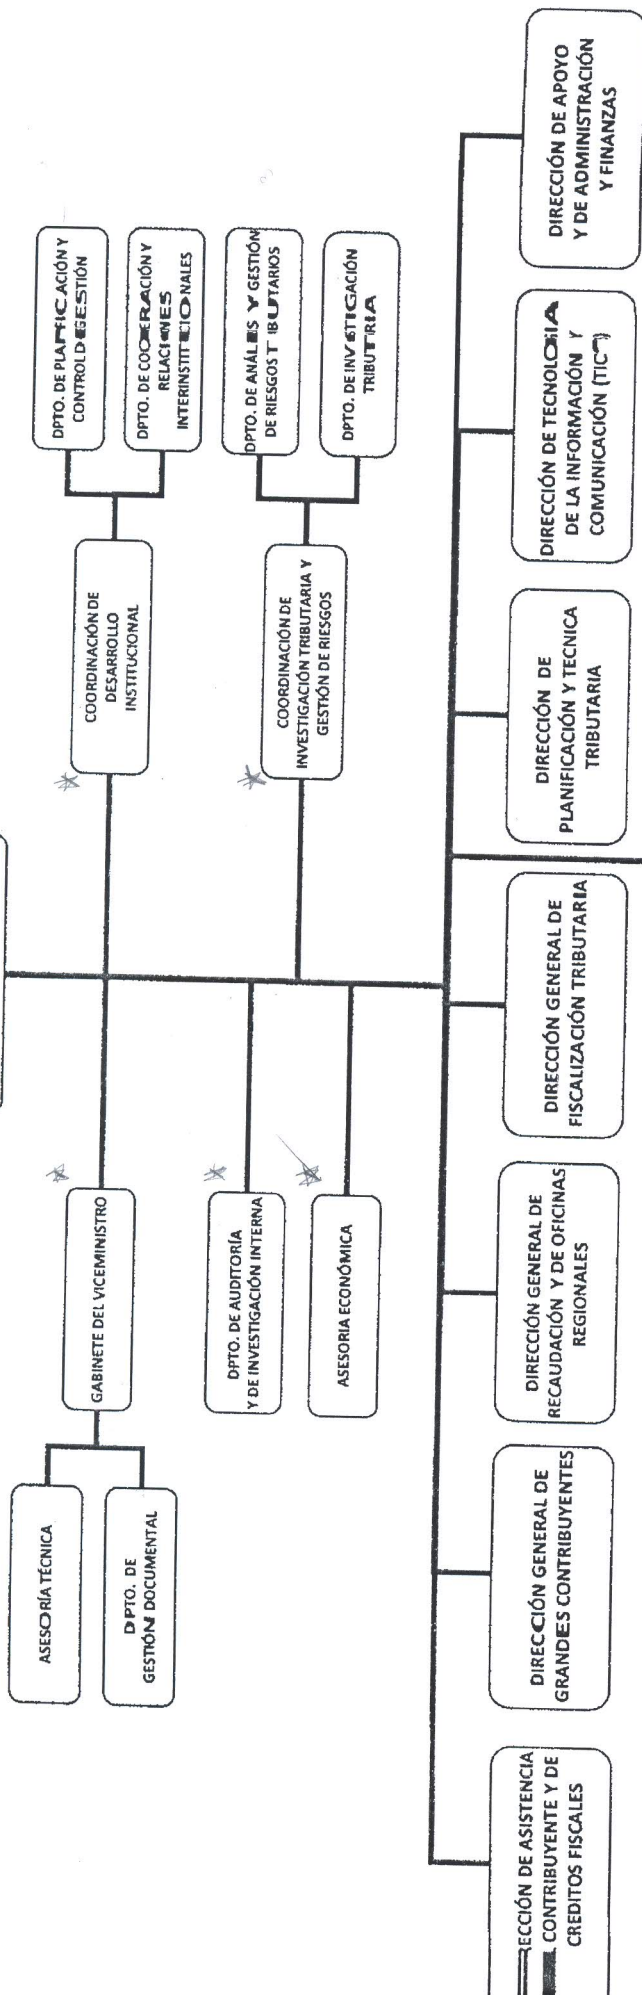 ASESORÍA TÉCNICA
DPTO. DE
GESTIÓN DOCUMENTAL
GABINETE DEL VICEMINISTRO
DPTO. DE AUDITORÍA
Y DE INVESTIGACIÓN INTERNA
ASESORIA ECONÓMICA
COORDINACIÓN DE
DESARROLLO
INSTITUCIONAL
DPTO. DE Y
CONTROL
DPTO. DE COOPERACIÓN Y
RELACIONES
INTERINSTITUCIONALES
COORDINACIÓN DE
INVESTIGACIÓN TRIBUTARIA Y
GESTIÓN DE RIESGOS
DPTO. DE ANÁLISIS Y GESTIÓN
DE RIESGOS TRIBUTARIOS
DPTO. DE INVESTIGACIÓN
TRIBUTARIA
ECCIÓN DE ASISTENCIA
CONTRIBUYENTE Y DE
CREDITOS FISCALES
DIRECCIÓN GENERAL DE
GRANDES CONTRIBUYENTES
DIRECCIÓN GENERAL DE
RECAUDACIÓN Y DE OFICINAS
REGIONALES
DIRECCIÓN GENERAL DE
FISCALIZACIÓN TRIBUTARIA
DIRECCIÓN DE
PLANIFICACIÓN Y TECNICA
TRIBUTARIA
DIRECCIÓN DE TECNOLOGIA
DE LA INFORMACIÓN Y
COMUNICACIÓN
DIRECCIÓN DE APOYO
Y DE ADMINISTRACIÓN
Y FINANZAS